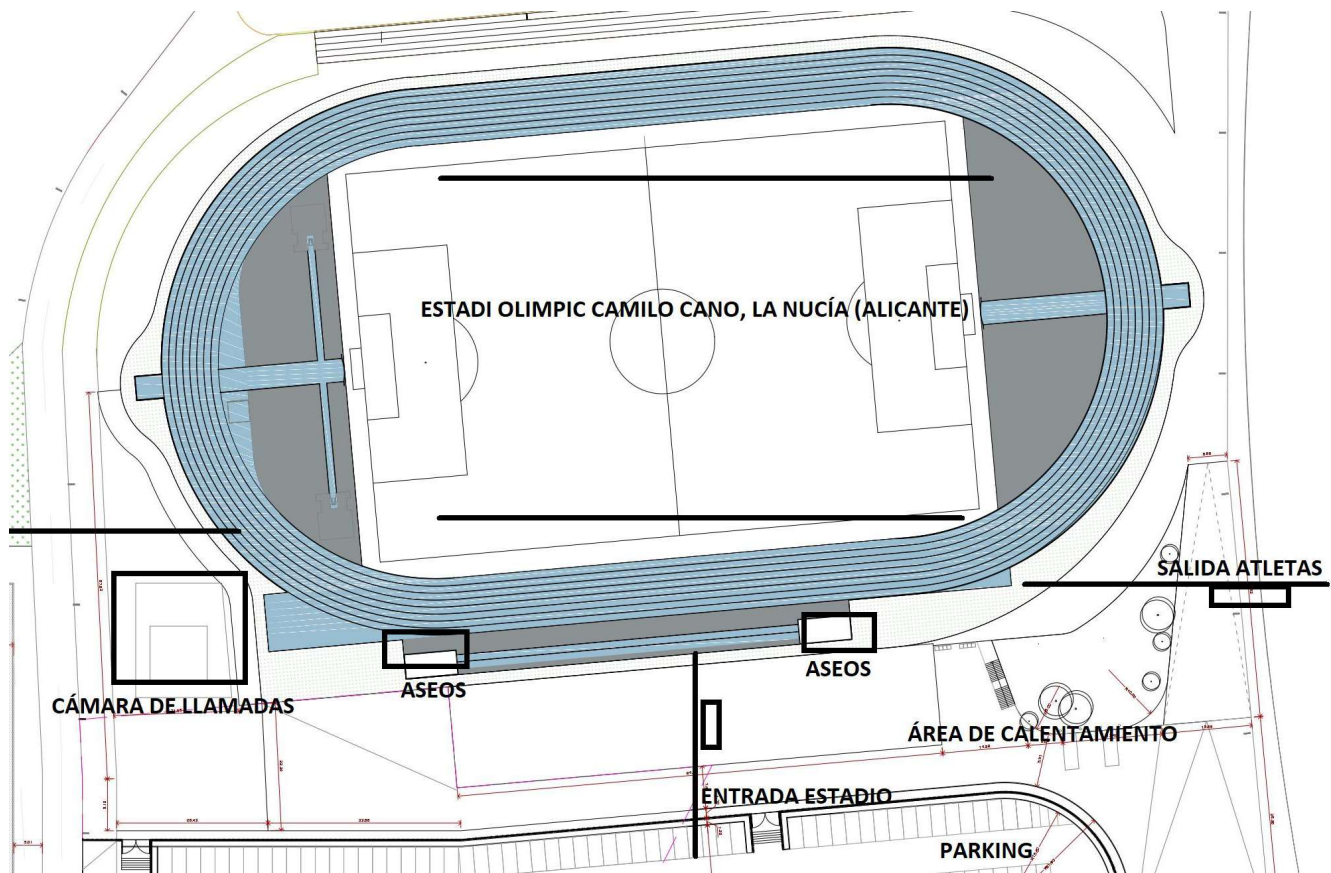 ESTADI OLIMPIC CAMILO CANO, LA NUCÍA (ALICANTE)
SALIDA ATLETAS
ASEOS
ASEOS
CÁMARA DE LLAMADAS
ÁREA DE CALENTAMIENTO
ENTRADA ESTADIO
PARKING